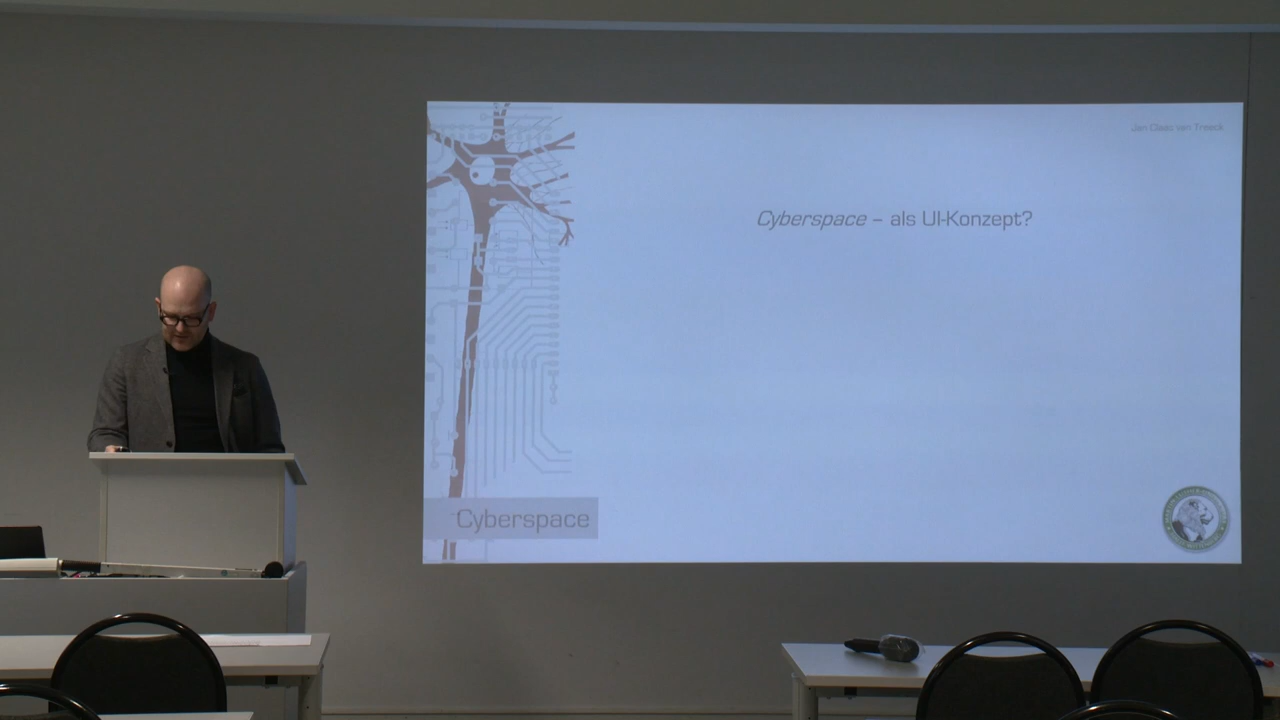 Jan Claas van Treeck
Cyberspace – als UI-Konzept?
Cyberspace